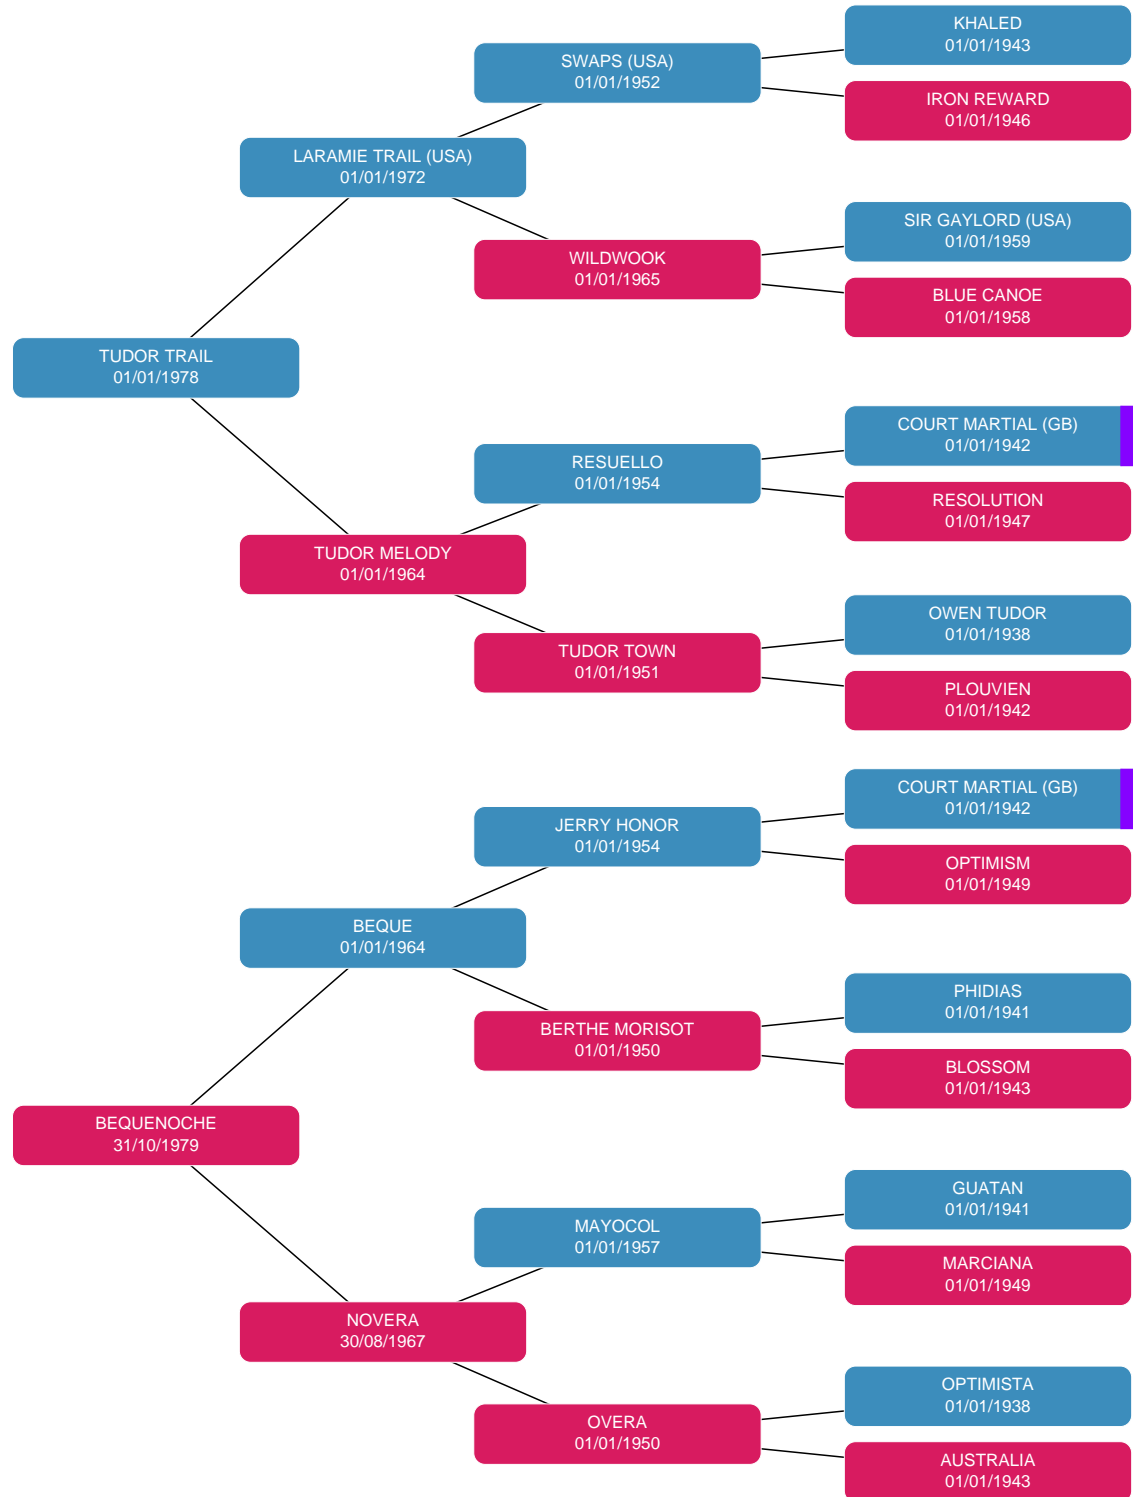 KHALED
01/01/1943
SWAPS (USA)
01/01/1952
IRON REWARD
01/01/1946
LARAMIE TRAIL (USA)
01/01/1972
SIR GAYLORD (USA)
01/01/1959
WILDWOOK
01/01/1965
BLUE CANOE
01/01/1958
TUDOR TRAIL
01/01/1978
COURT MARTIAL (GB)
01/01/1942
RESUELLO
01/01/1954
RESOLUTION
01/01/1947
TUDOR MELODY
01/01/1964
OWEN TUDOR
01/01/1938
TUDOR TOWN
01/01/1951
PLOUVIEN
01/01/1942
COURT MARTIAL (GB)
01/01/1942
JERRY HONOR
01/01/1954
OPTIMISM
01/01/1949
BEQUE
01/01/1964
PHIDIAS
01/01/1941
BERTHE MORISOT
01/01/1950
BLOSSOM
01/01/1943
BEQUENOCHE
31/10/1979
GUATAN
01/01/1941
MAYOCOL
01/01/1957
MARCIANA
01/01/1949
NOVERA
30/08/1967
OPTIMISTA
01/01/1938
OVERA
01/01/1950
AUSTRALIA
01/01/1943